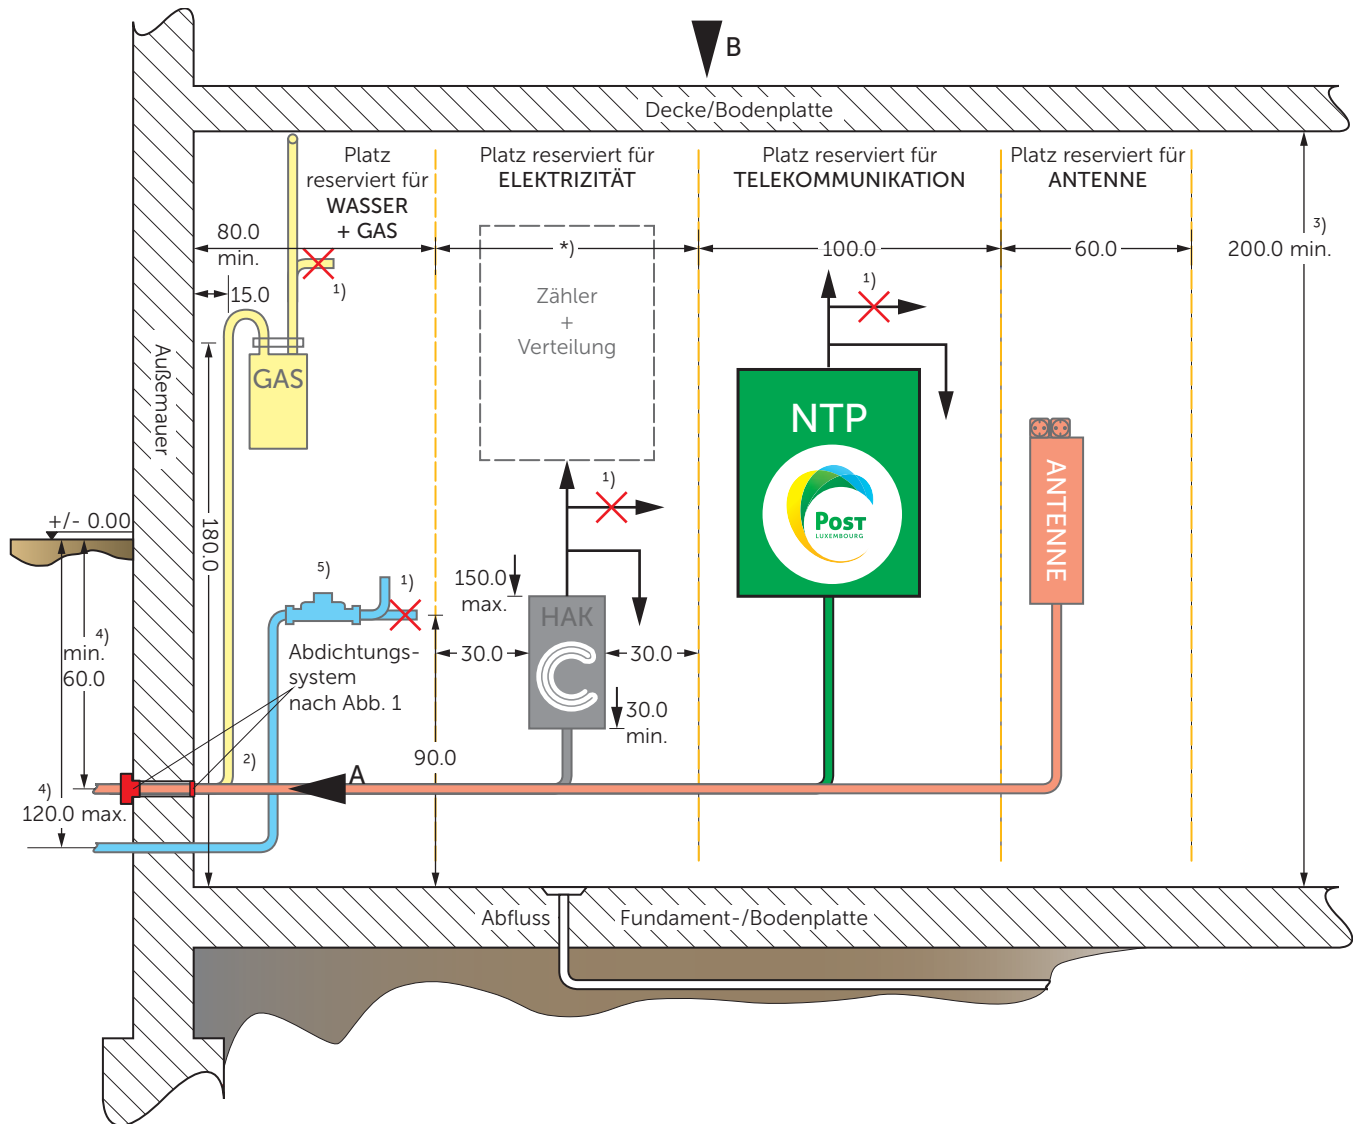 B
Decke/Bodenplatte
Platz
reserviert für
WASSER
+ GAS
Platz reserviert für
ELEKTRIZITÄT
Platz reserviert für
TELEKOMMUNIKATION
Platz reserviert für
ANTENNE
80.0
min.
*)
100.0
60.0
3)
200.0 min.
15.0
1)
Zähler
+
Verteilung
1)
Außemauer
GAS
NTP
POST
LUXEMBOURG
ANTENNE
1)
+/- 0.00
180.0
5)
1)
150.0
max.
HAK
4)
min.
60.0
Abdichtungs-
system
nach Abb. 1
30.0
30.0
30.0
min.
2)
90.0
A
4)
120.0 max.
Abfluss
Fundament-/Bodenplatte